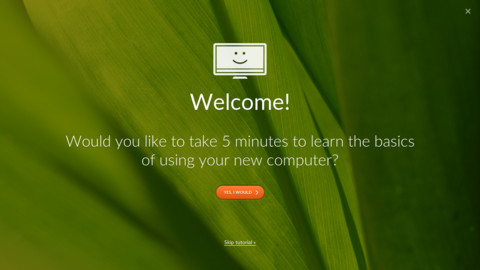 Welcome!
Would you like to take 5 minutes to learn the basics
of using your new computer?
YES, I WOULD
Skip tutorial »